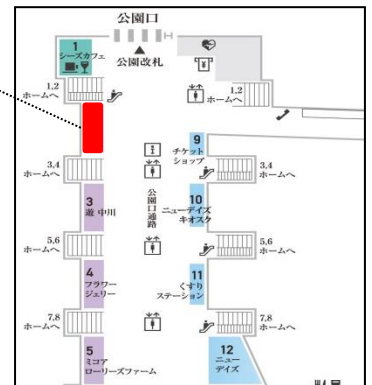 公園口
公園改札
1
シーズカフェ
1,2
ホームへ
1,2
ホームへ
9
チケット
ショップ
3,4
ホームへ
3,4
ホームへ
3
遊 中川
公園口通路
10
ニューデイズ
キオスク
5,6
ホームへ
5,6
ホームへ
4
フラワー
ジェリー
11
くすり
ステーション
7,8
ホームへ
7,8
ホームへ
5
ミコア
ローリーズファーム
12
ニュー
デイズ